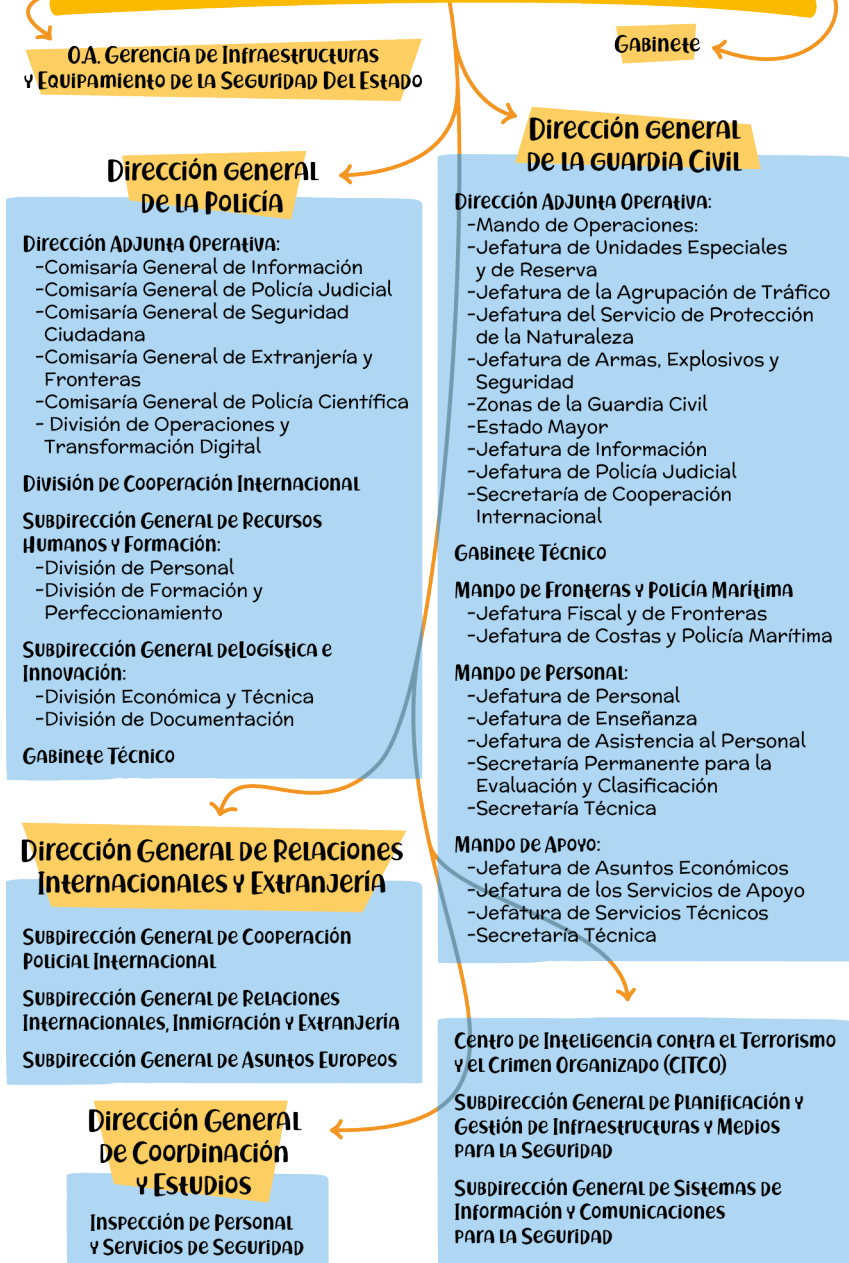 O.A. Gerencia de Infraestructuras
y Equipamiento de la Seguridad Del Estado
Gabinete
Dirección General
de la Policía
Dirección Adjunta Operativa:
-Comisaría General de Información
-Comisaría General de Policía Judicial
-Comisaría General de Seguridad
Ciudadana
-Comisaría General de Extranjería y
Fronteras
-Comisaría General de Policía Científica
- División de Operaciones y
Transformación Digital
División de Cooperación Internacional
Subdirección General de Recursos
Humanos y Formación:
-División de Personal
-División de Formación y
Perfeccionamiento
Subdirección General deLogística e
Innovación:
-División Económica y Técnica
-División de Documentación
Gabinete Técnico
Dirección General
de la Guardia Civil
Dirección Adjunta Operativa:
-Mando de Operaciones:
-Jefatura de Unidades Especiales
y de Reserva
-Jefatura de la Agrupación de Tráfico
-Jefatura del Servicio de Protección
de la Naturaleza
-Jefatura de Armas, Explosivos y
Seguridad
-Zonas de la Guardia Civil
-Estado Mayor
-Jefatura de Información
-Jefatura de Policía Judicial
-Secretaría de Cooperación
Internacional
Gabinete Técnico
Mando de Fronteras y Policía Marítima
-Jefatura Fiscal y de Fronteras
-Jefatura de Costas y Policía Marítima
Mando de Personal:
-Jefatura de Personal
-Jefatura de Enseñanza
-Jefatura de Asistencia al Personal
-Secretaría Permanente para la
Evaluación y Clasificación
-Secretaría Técnica
Mando de Apoyo:
-Jefatura de Asuntos Económicos
-Jefatura de los Servicios de Apoyo
-Jefatura de Servicios Técnicos
-Secretaría Técnica
Dirección General de Relaciones
Internacionales y Extranjería
Subdirección General de Cooperación
Policial Internacional
Subdirección General de Relaciones
Internacionales, Inmigración y Extranjería
Subdirección General de Asuntos Europeos
Dirección General
de Coordinación
y Estudios
Inspección de Personal
y Servicios de Seguridad
Centro de Inteligencia contra el Terrorismo
y el Crimen Organizado (CITCO)
Subdirección General de Planificación y
Gestión de Infraestructuras y Medios
para la Seguridad
Subdirección General de Sistemas de
Información y Comunicaciones
para la Seguridad